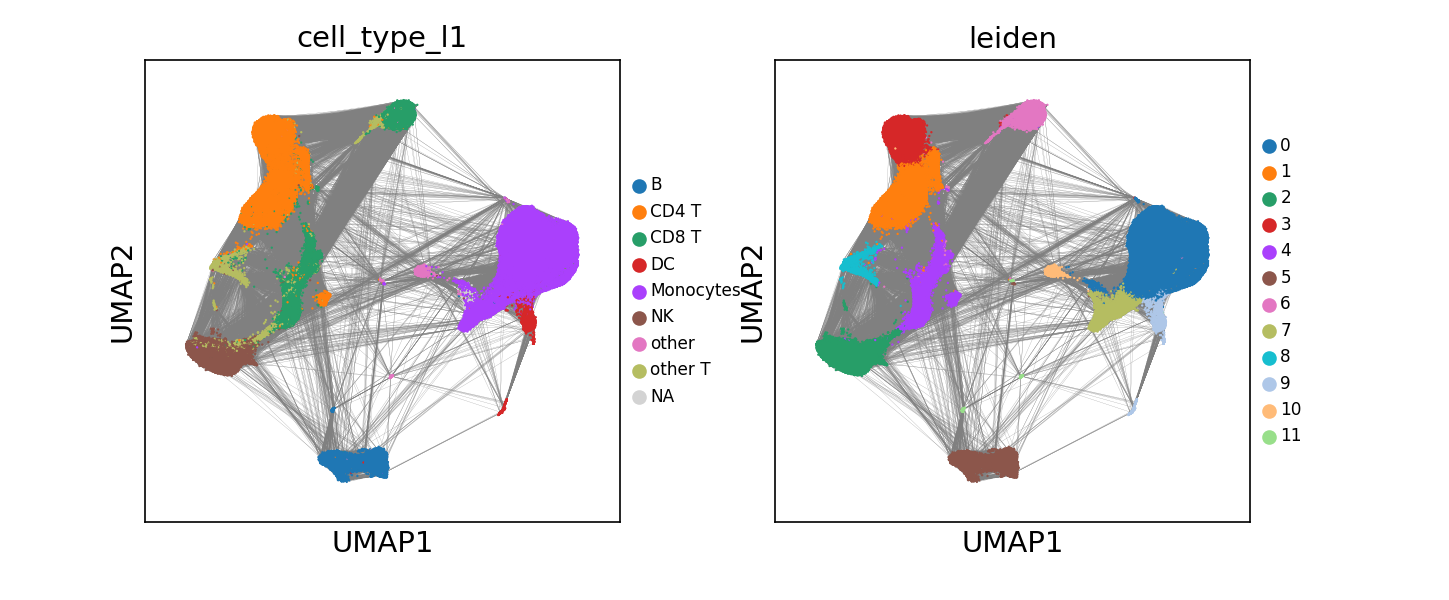 cell_type_l1
UMAP2
UMAP1
B
CD4 T
CD8 T
DC
Monocytes
NK
other
other T
NA
leiden
UMAP2
UMAP1
0
1
2
3
4
5
6
7
8
9
10
11